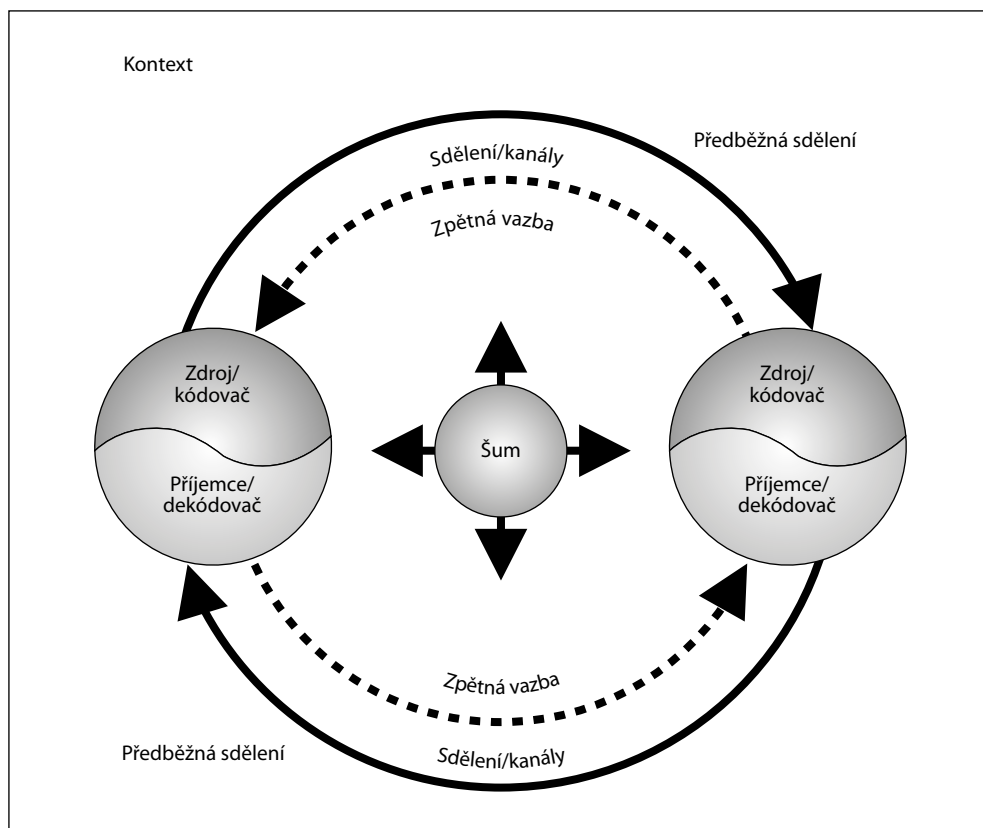 Kontext
Předběžná sdělení
Sdělení/kanály
Zpětná vazba
Zdroj/
kódovač
Příjemce/
dekódovač
Šum
Zdroj/
kódovač
Příjemce/
dekódovač
Zpětná vazba
Předběžná sdělení
Sdělení/kanály